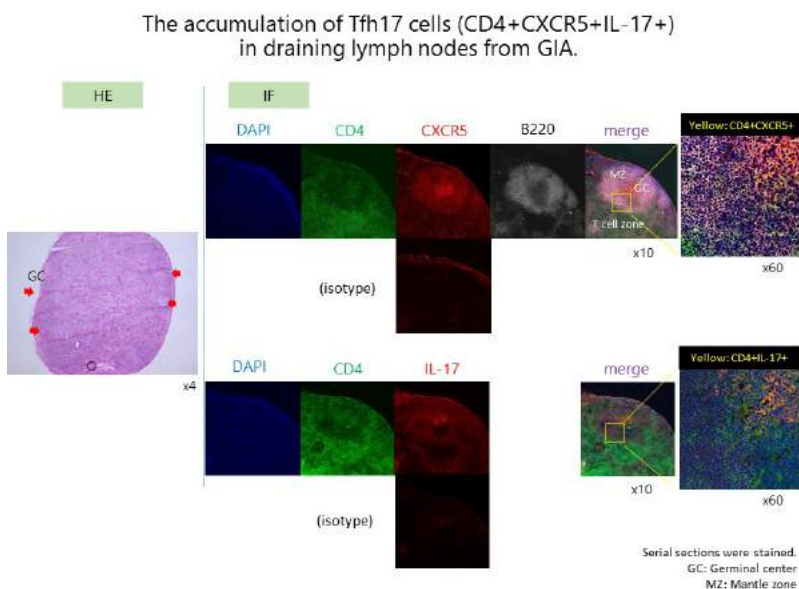 The accumulation of Tfh17 cells (CD4+CXCR5+IL-17+)
in draining lymph nodes from GIA.
HE
IF
DAPI CD4 CXCR5 B220 merge
Yellow: CD4+CXCR5+
MZ
GC
T cell zone
(isotype)
x10
x60
GC
x4
DAPI CD4 IL-17 merge
Yellow: CD4+IL-17+
(isotype)
x10
x60
Serial sections were stained.
GC: Germinal center
MZ: Mantle zone